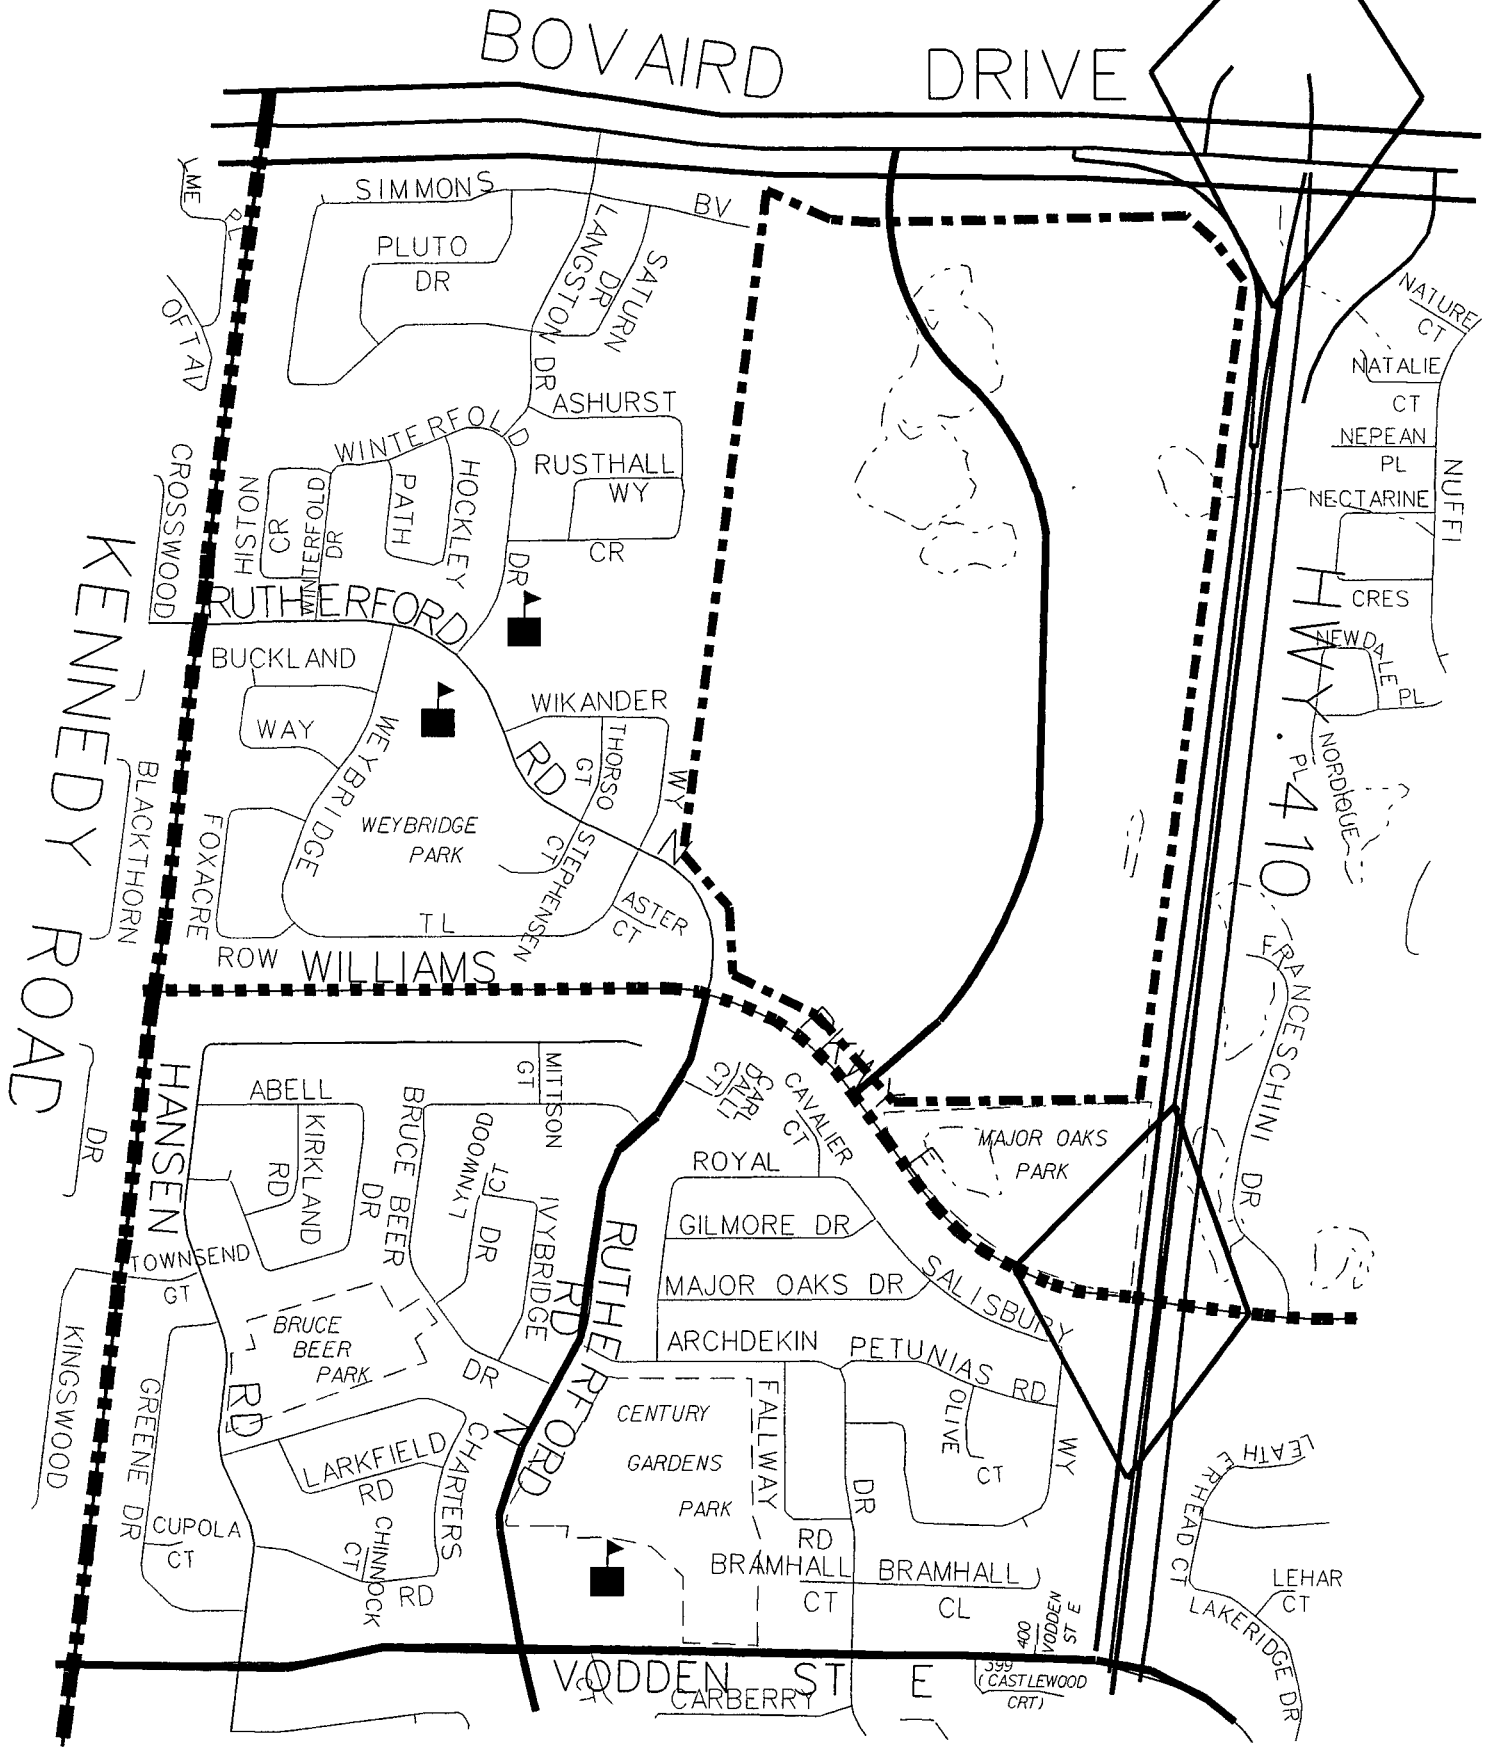 BOVAIRD DRIVE
SIMMONS
BV
PLUTO
DR
LANGSTON DR
SATURN
DR
OFT AV
ASHURST
WINTERFOLD
RUSTHALL
WY
CR
DR
HOCKLEY
PATH
HISTON
CR
WINTERFOLD
DR
CROSSWOOD
RUTHERFORD
RD
N
BUCKLAND
WAY
WEYBRIDGE
TL
WIKANDER
WY
THORSO
GT
STEPHENSEN
CT
ASTER
CT
WEYBRIDGE
PARK
FOXACRE
ROW
BLACKTHORN
DR
KENNEDY ROAD
WILLIAMS
PKWY
E
HWY 410
NATURE
CT
NATALIE
CT
NEPEAN
PL
NECTARINE
CRES
NUFFI
NEWDALE
PL
NORDIQUE
PL
FRANCESCHINI DR
HANSEN
RD
N
ABELL
DR
KIRKLAND
RD
BRUCE BEER
DR
MITTSON
GT
LYNWOOD
CT
DR
IVYBRIDGE
RUTHERFORD
RD
CARL
DALLI
CT
CAVALIER
CT
ROYAL
SALISBURY
GILMORE DR
MAJOR OAKS DR
ARCHDEKIN
DR
PETUNIAS RD
WY
MAJOR OAKS
PARK
TOWNSEND
GT
KINGSWOOD
GREENE DR
BRUCE
BEER
PARK
CENTURY
GARDENS
PARK
FALLWAY
RD
OLIVE
CT
LARKFIELD
RD
CHARTERS
RD
CHINNOCK
CT
CUPOLA
CT
BRAMHALL
CT
BRAMHALL
CL
LEATHERHEAD CT
LEHAR
CT
LAKERIDGE DR
400
VODDEN
ST E
VODDEN ST E
399
(CASTLEWOOD
CRT)
CARBERRY